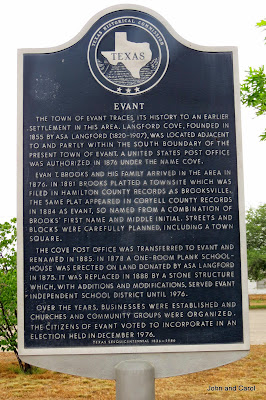 TEXAS HISTORICAL COMMISSION
TEXAS
EVANT
THE TOWN OF EVANT TRACES ITS HISTORY TO AN EARLIER
SETTLEMENT IN THIS AREA. LANGFORD COVE, FOUNDED IN
1855 BY ASA LANGFORD (1820-1907), WAS LOCATED ADJACENT
TO AND PARTLY WITHIN THE SOUTH BOUNDARY OF THE
PRESENT TOWN OF EVANT. A UNITED STATES POST OFFICE
WAS AUTHORIZED IN 1876 UNDER THE NAME COVE.
EVAN T BROOKS AND HIS FAMILY ARRIVED IN THE AREA IN
1876. IN 1881 BROOKS PLATTED A TOWNSITE WHICH WAS
FILED IN HAMILTON COUNTY RECORDS AS BROOKSVILLE.
THE SAME PLAT APPEARED IN CORYELL COUNTY RECORDS
IN 1884 AS EVANT, SO NAMED FROM A COMBINATION OF
BROOKS' FIRST NAME AND MIDDLE INITIAL. STREETS AND
BLOCKS WERE CAREFULLY PLANNED, INCLUDING A TOWN
SQUARE.
THE COVE POST OFFICE WAS TRANSFERRED TO EVANT AND
RENAMED IN 1885. IN 1878 A ONE-ROOM PLANK SCHOOL-
HOUSE WAS ERECTED ON LAND DONATED BY ASA LANGFORD
IN 1875. IT WAS REPLACED IN 1888 BY A STONE STRUCTURE
WHICH, WITH ADDITIONS AND MODIFICATIONS, SERVED EVANT
INDEPENDENT SCHOOL DISTRICT UNTIL 1976.
OVER THE YEARS, BUSINESSES WERE ESTABLISHED AND
CHURCHES AND COMMUNITY GROUPS WERE ORGANIZED.
THE CITIZENS OF EVANT VOTED TO INCORPORATE IN AN
ELECTION HELD IN DECEMBER 1976.
TEXAS SESQUICENTENNIAL 1836-1986
John and Carol